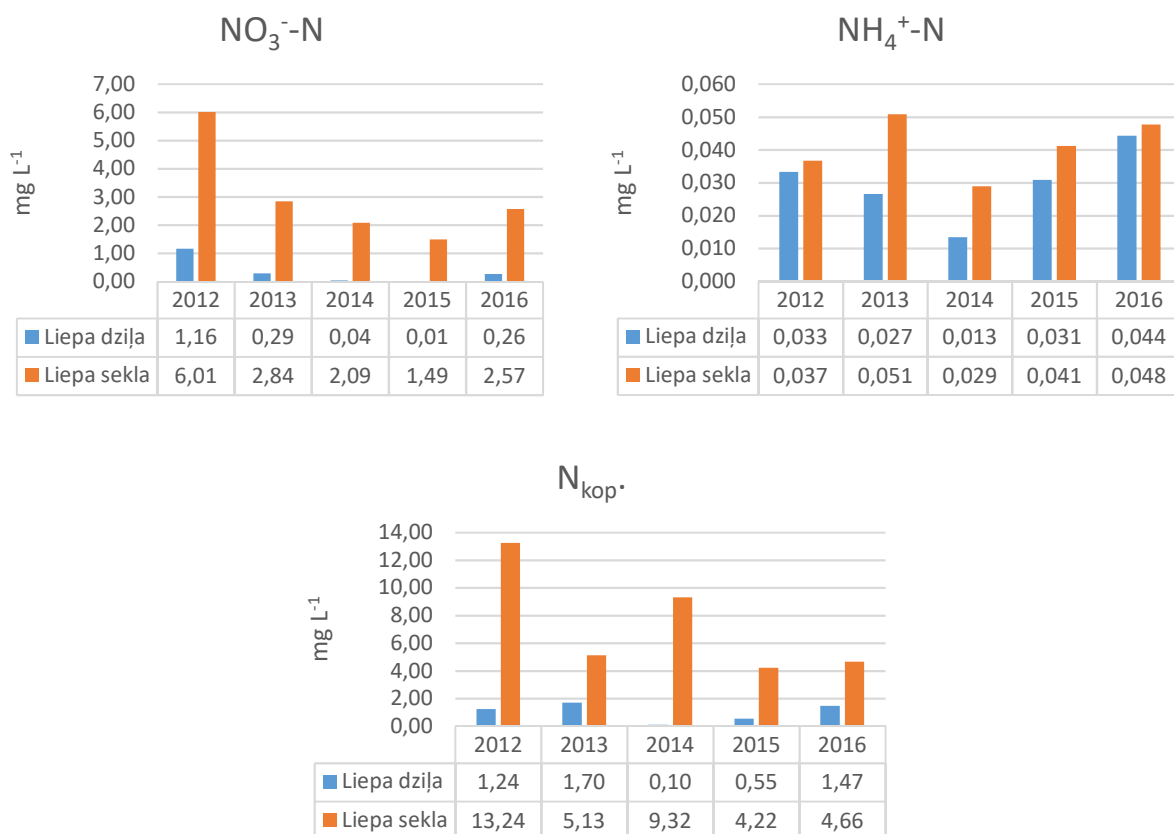 NO₃⁻-N
mg L⁻¹
7,00
6,00
5,00
4,00
3,00
2,00
1,00
0,00
2012 2013 2014 2015 2016
Liepa dziļa 1,16 0,29 0,04 0,01 0,26
Liepa sekla 6,01 2,84 2,09 1,49 2,57
NH₄⁺-N
mg L⁻¹
0,060
0,050
0,040
0,030
0,020
0,010
0,000
2012 2013 2014 2015 2016
Liepa dziļa 0,033 0,027 0,013 0,031 0,044
Liepa sekla 0,037 0,051 0,029 0,041 0,048
Nkop.
mg L⁻¹
14,00
12,00
10,00
8,00
6,00
4,00
2,00
0,00
2012 2013 2014 2015 2016
Liepa dziļa 1,24 1,70 0,10 0,55 1,47
Liepa sekla 13,24 5,13 9,32 4,22 4,66